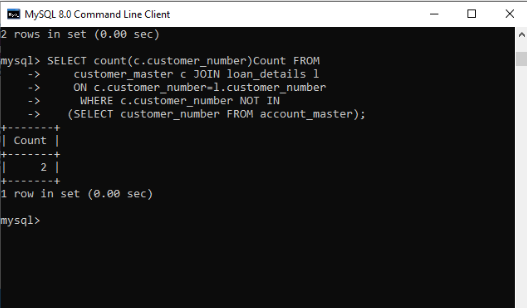 MySQL 8.0 Command Line Client
2 rows in set (0.00 sec)
mysql> SELECT count(c.customer_number)Count FROM
    ->     customer_master c JOIN loan_details l
    ->     ON c.customer_number=l.customer_number
    ->      WHERE c.customer_number NOT IN
    ->    (SELECT customer_number FROM account_master);
+-------+
| Count |
+-------+
|     2 |
+-------+
1 row in set (0.00 sec)
mysql>